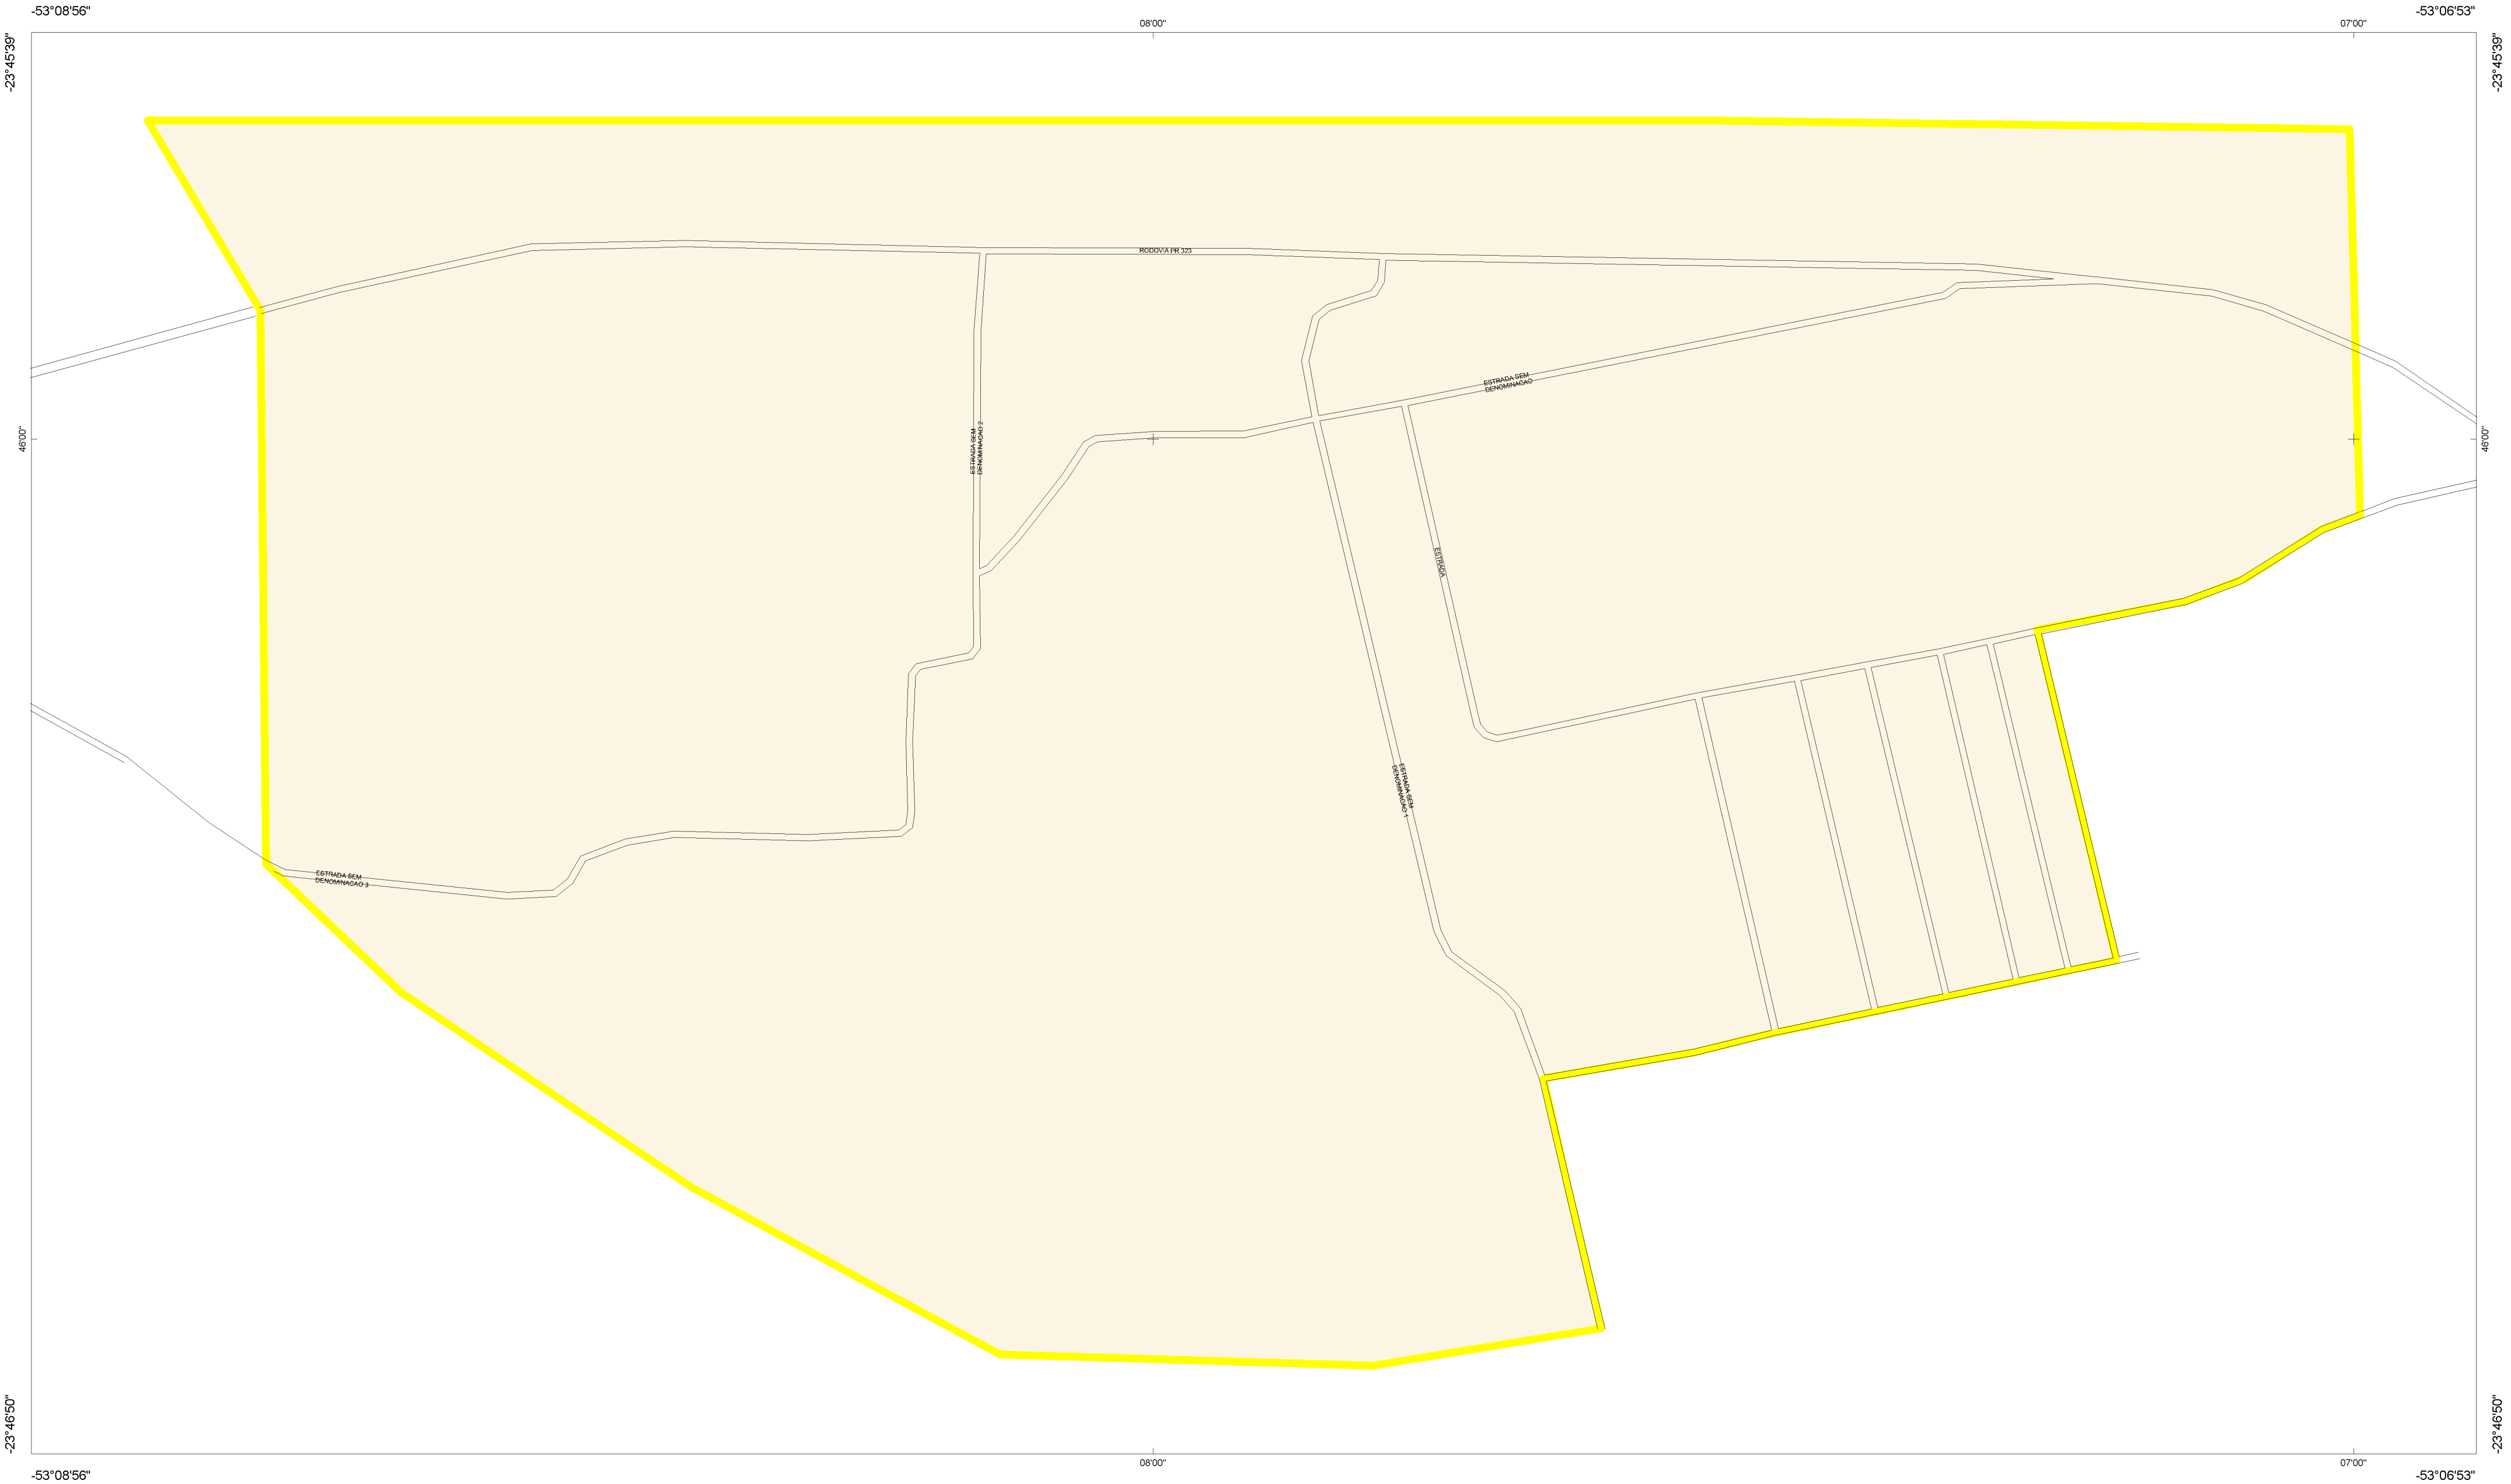 -53°08'56"
-53°06'53"
08'00"
07'00"
-23°45'39"
-23°45'39"
RODOVIA PR 323
ESTRADA SEM
DENOMINACAO
46'00"
46'00"
ESTRADA SEM
DENOMINACAO 2
ESTRADA
ESTRADA SEM
DENOMINACAO 1
ESTRADA SEM
DENOMINACAO 3
-23°46'50"
-23°46'50"
08'00"
07'00"
-53°08'56"
-53°06'53"